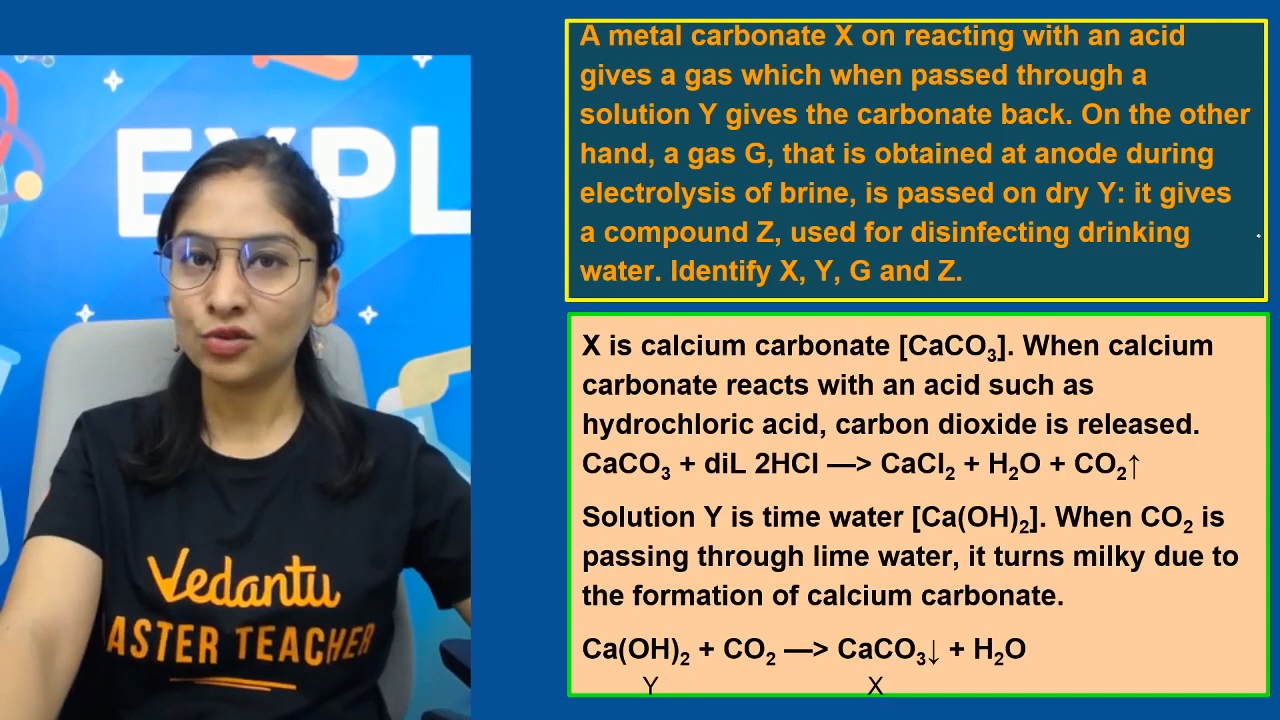 EXPL
Vedantu
ASTER TEACHER
A metal carbonate X on reacting with an acid
gives a gas which when passed through a
solution Y gives the carbonate back. On the other
hand, a gas G, that is obtained at anode during
electrolysis of brine, is passed on dry Y: it gives
a compound Z, used for disinfecting drinking
water. Identify X, Y, G and Z.
X is calcium carbonate [CaCO₃]. When calcium
carbonate reacts with an acid such as
hydrochloric acid, carbon dioxide is released.
CaCO₃ + diL 2HCl —> CaCl₂ + H₂O + CO₂↑
Solution Y is time water [Ca(OH)₂]. When CO₂ is
passing through lime water, it turns milky due to
the formation of calcium carbonate.
Ca(OH)₂ + CO₂ —> CaCO₃↓ + H₂O
Y X